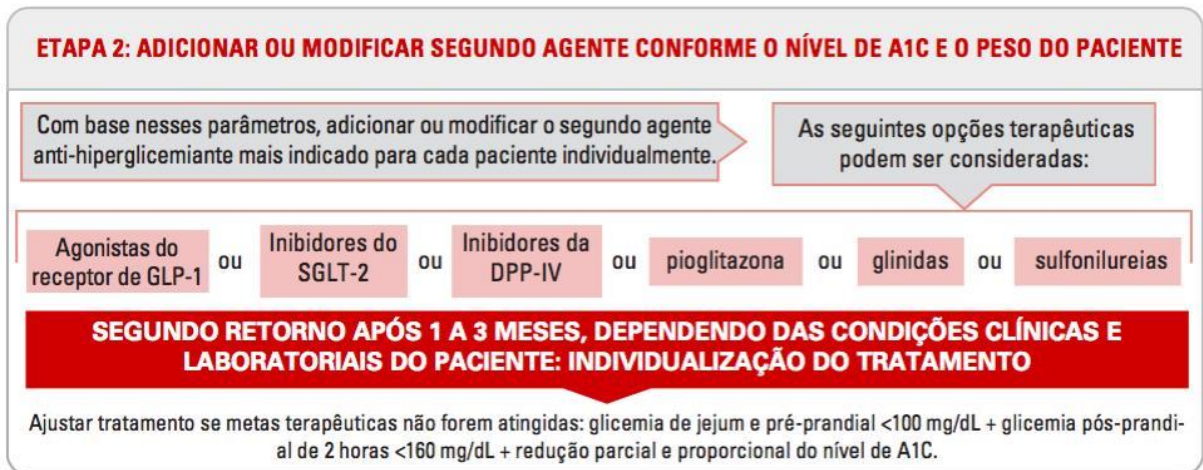 ETAPA 2: ADICIONAR OU MODIFICAR SEGUNDO AGENTE CONFORME O NÍVEL DE A1C E O PESO DO PACIENTE
Com base nesses parâmetros, adicionar ou modificar o segundo agente
anti-hiperglicemiante mais indicado para cada paciente individualmente.
As seguintes opções terapêuticas
podem ser consideradas:
Agonistas do
receptor de GLP-1
ou
Inibidores do
SGLT-2
ou
Inibidores da
DPP-IV
ou
pioglitazona
ou
glinidas
ou
sulfonilureias
SEGUNDO RETORNO APÓS 1 A 3 MESES, DEPENDENDO DAS CONDIÇÕES CLÍNICAS E
LABORATORIAIS DO PACIENTE: INDIVIDUALIZAÇÃO DO TRATAMENTO
Ajustar tratamento se metas terapêuticas não forem atingidas: glicemia de jejum e pré-prandial <100 mg/dL + glicemia pós-prandi-
al de 2 horas <160 mg/dL + redução parcial e proporcional do nível de A1C.